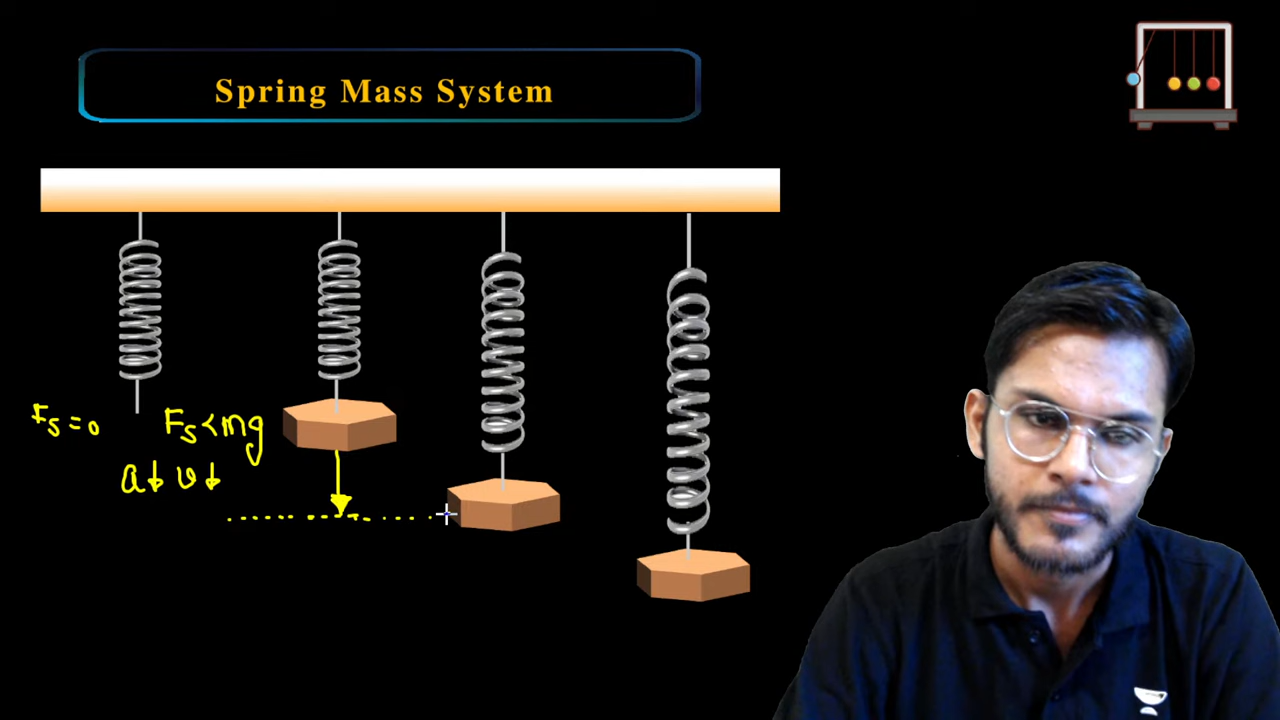 Spring Mass System
Fs=0
Fs<mg
a↓ v↓